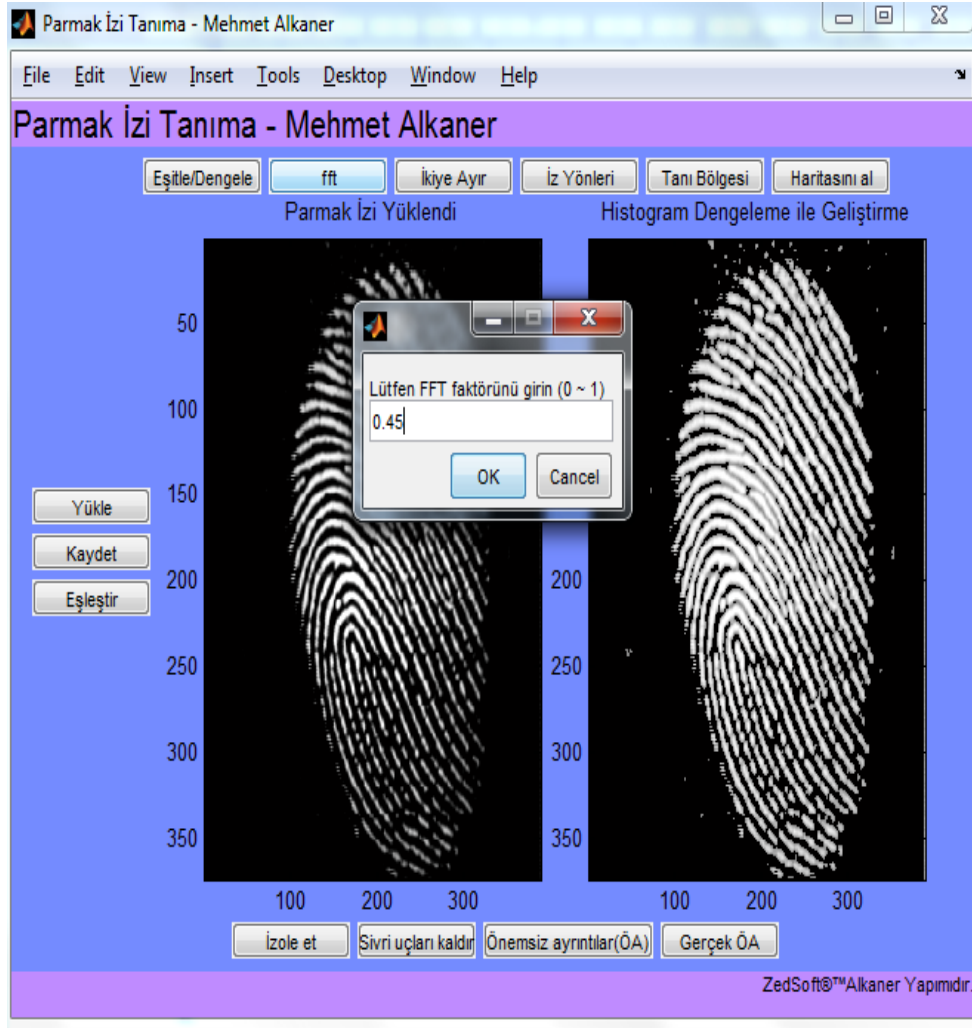 Parmak İzi Tanıma - Mehmet Alkaner
File Edit View Insert Tools Desktop Window Help
Parmak İzi Tanıma - Mehmet Alkaner
Eşitle/Dengele fft İkiye Ayır İz Yönleri Tanı Bölgesi Haritasını al
Parmak İzi Yüklendi Histogram Dengeleme ile Geliştirme
50
Lütfen FFT faktörünü girin (0 ~ 1)
100
0.45
OK Cancel
150
Yükle
Kaydet
200 200
Eşleştir
250 250
300 300
350 350
100 200 300 100 200 300
İzole et Sivri uçları kaldır Önemsiz ayrıntılar(ÖA) Gerçek ÖA
ZedSoft®™Alkaner Yapımıdır.